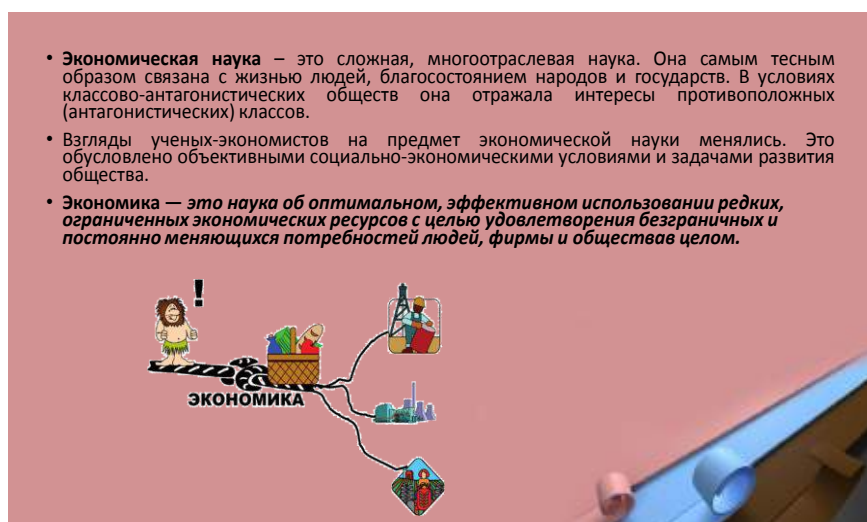 • Экономическая наука – это сложная, многоотраслевая наука. Она самым тесным
образом связана с жизнью людей, благосостоянием народов и государств. В условиях
классово-антагонистических обществ она отражала интересы противоположных
(антагонистических) классов.
• Взгляды ученых-экономистов на предмет экономической науки менялись. Это
обусловлено объективными социально-экономическими условиями и задачами развития
общества.
• Экономика — это наука об оптимальном, эффективном использовании редких,
ограниченных экономических ресурсов с целью удовлетворения безграничных и
постоянно меняющихся потребностей людей, фирмы и обществав целом.
!
ЭКОНОМИКА